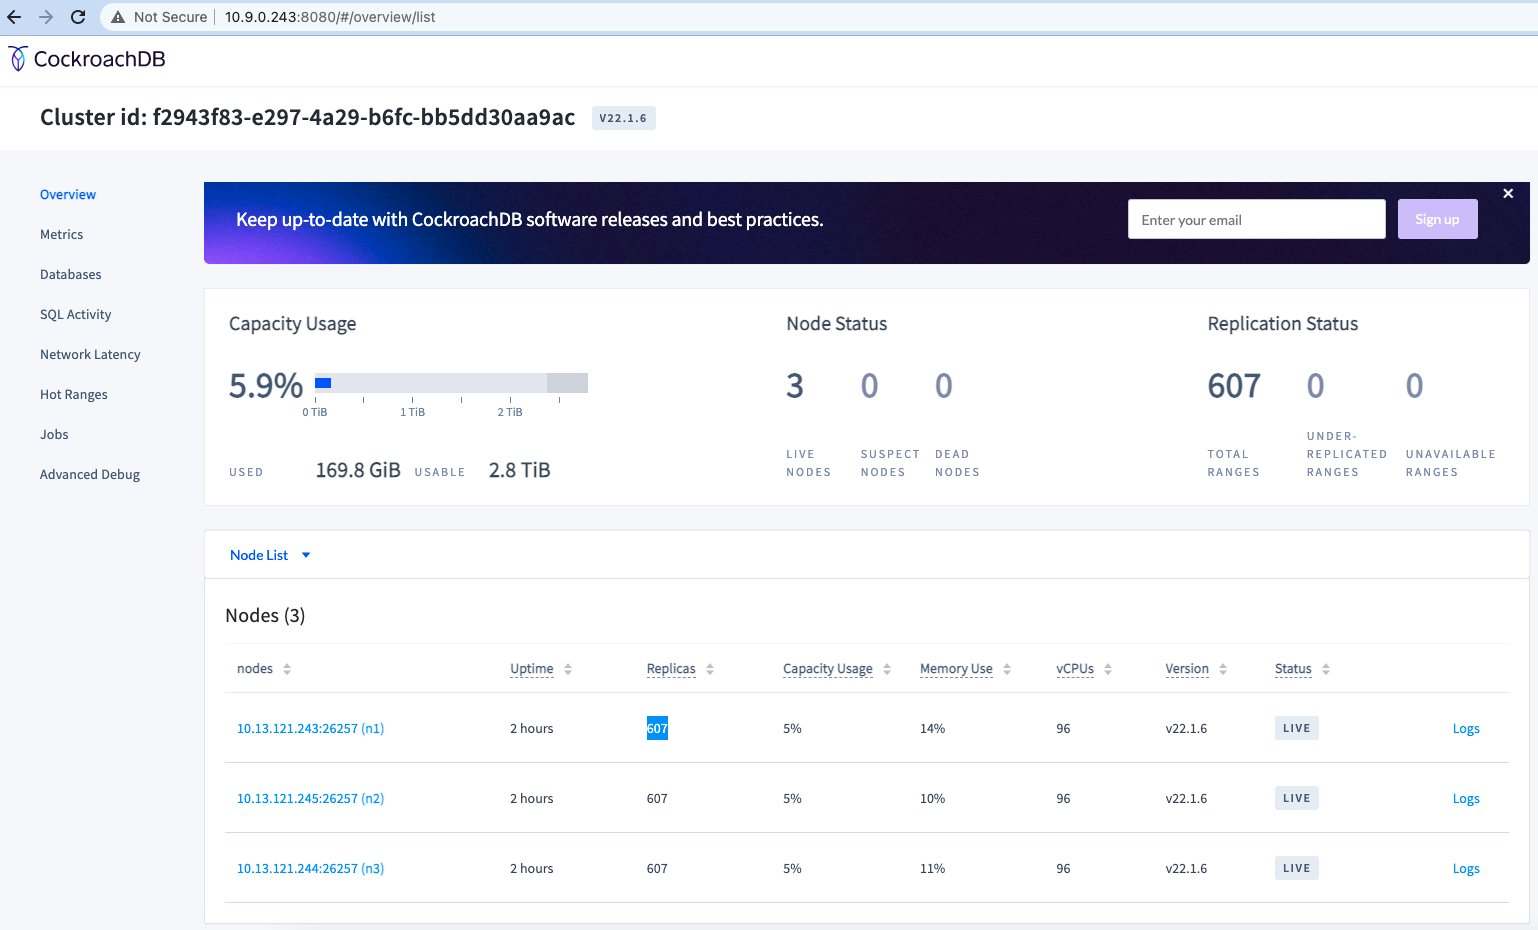 Not Secure 10.9.0.243:8080/#/overview/list
CockroachDB
Cluster id: f2943f83-e297-4a29-b6fc-bb5dd30aa9ac V22.1.6
Overview
Metrics
Databases
SQL Activity
Network Latency
Hot Ranges
Jobs
Advanced Debug
Keep up-to-date with CockroachDB software releases and best practices.
Enter your email
Sign up
Capacity Usage
5.9%
0 TiB 1 TiB 2 TiB
USED 169.8 GiB USABLE 2.8 TiB
Node Status
3 0 0
LIVE NODES
SUSPECT NODES
DEAD NODES
Replication Status
607 0 0
TOTAL RANGES
UNDER-REPLICATED RANGES
UNAVAILABLE RANGES
Node List
Nodes (3)
nodes Uptime Replicas Capacity Usage Memory Use vCPUs Version Status
10.13.121.243:26257 (n1) 2 hours 607 5% 14% 96 v22.1.6 LIVE Logs
10.13.121.245:26257 (n2) 2 hours 607 5% 10% 96 v22.1.6 LIVE Logs
10.13.121.244:26257 (n3) 2 hours 607 5% 11% 96 v22.1.6 LIVE Logs